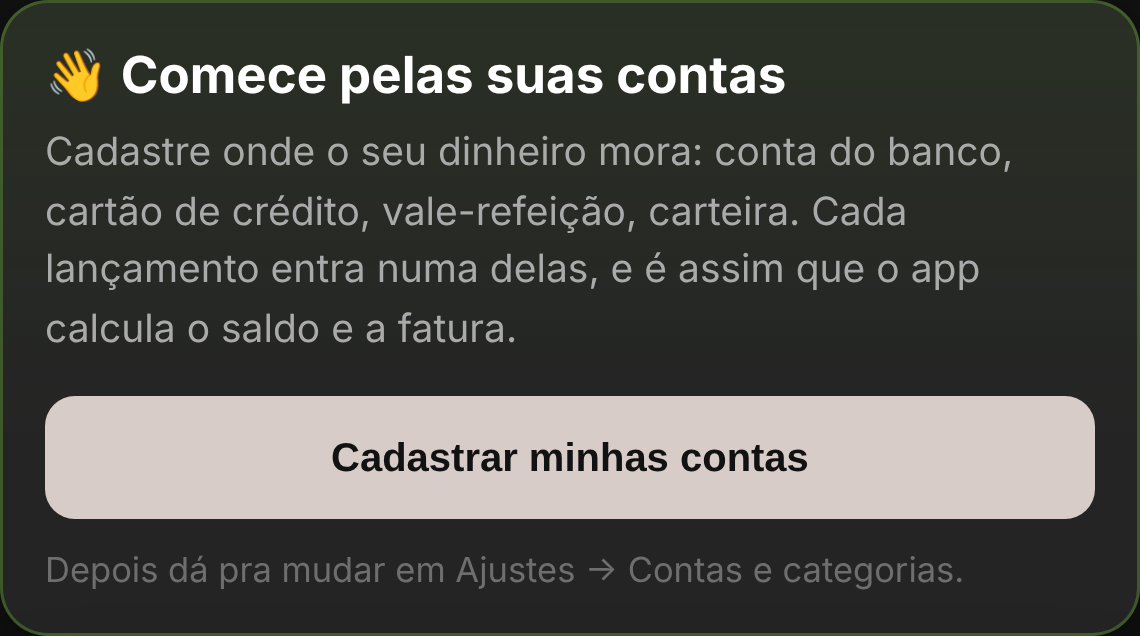 👋 Comece pelas suas contas
Cadastre onde o seu dinheiro mora: conta do banco,
cartão de crédito, vale-refeição, carteira. Cada
lançamento entra numa delas, e é assim que o app
calcula o saldo e a fatura.
Cadastrar minhas contas
Depois dá pra mudar em Ajustes → Contas e categorias.